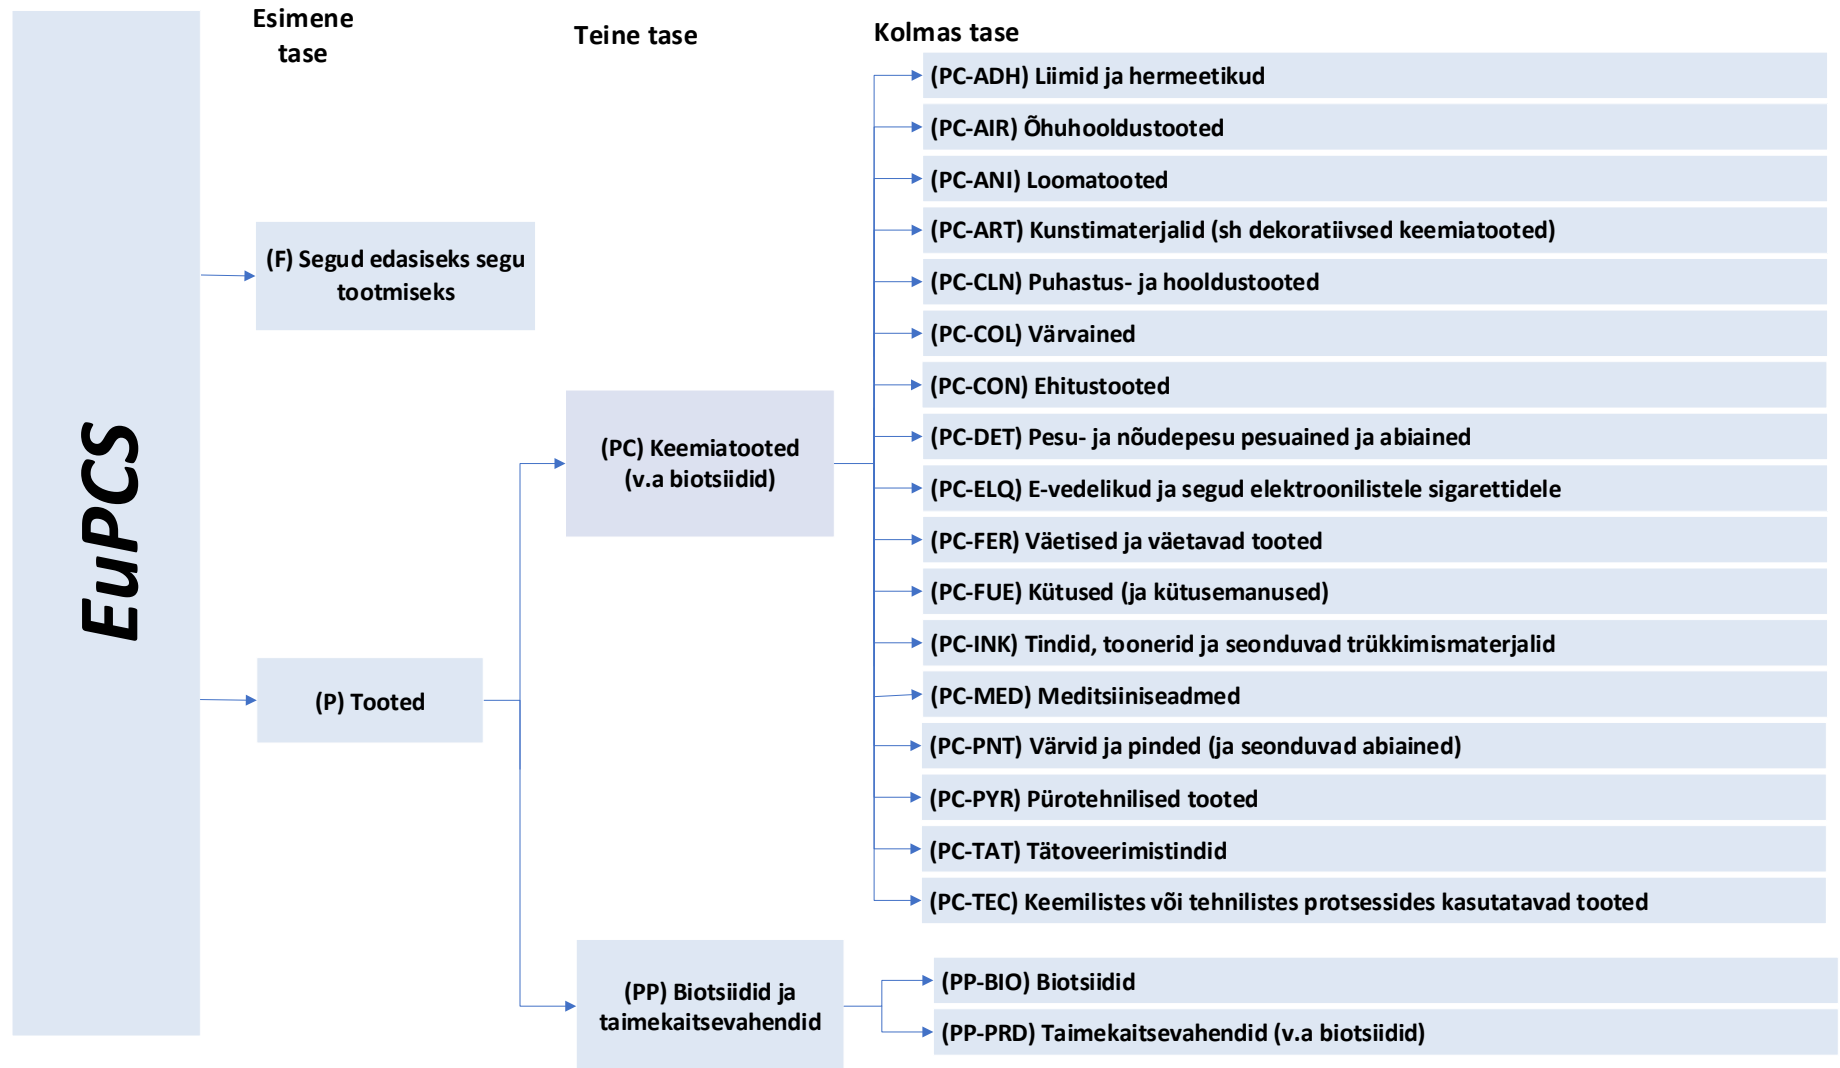 EuPCS
Esimene
tase
Teine tase
Kolmas tase
(F) Segud edasiseks segu
tootmiseks
(P) Tooted
(PC) Keemiatooted
(v.a biotsiidid)
(PP) Biotsiidid ja
taimekaitsevahendid
(PC-ADH) Liimid ja hermeetikud
(PC-AIR) Õhuhooldustooted
(PC-ANI) Loomatooted
(PC-ART) Kunstimaterjalid (sh dekoratiivsed keemiatooted)
(PC-CLN) Puhastus- ja hooldustooted
(PC-COL) Värvained
(PC-CON) Ehitustooted
(PC-DET) Pesu- ja nõudepesu pesuained ja abiained
(PC-ELQ) E-vedelikud ja segud elektroonilistele sigarettidele
(PC-FER) Väetised ja väetavad tooted
(PC-FUE) Kütused (ja kütusemanused)
(PC-INK) Tindid, toonerid ja seonduvad trükkimismaterjalid
(PC-MED) Meditsiiniseadmed
(PC-PNT) Värvid ja pinded (ja seonduvad abiained)
(PC-PYR) Pürotehnilised tooted
(PC-TAT) Tätoveerimistindid
(PC-TEC) Keemilistes või tehnilistes protsessides kasutatavad tooted
(PP-BIO) Biotsiidid
(PP-PRD) Taimekaitsevahendid (v.a biotsiidid)